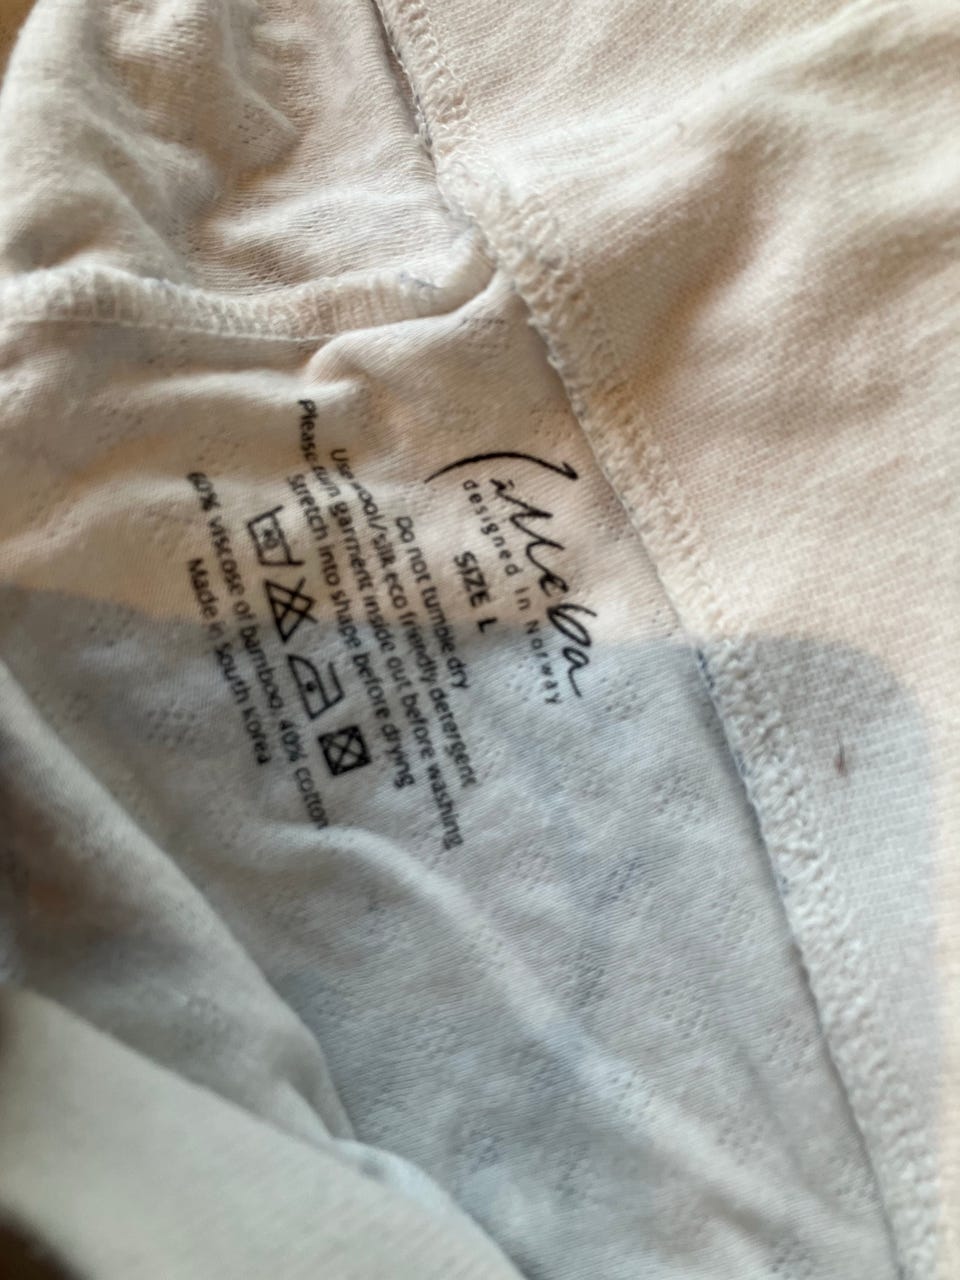 Lilleba
designed in Norway
SIZE L
Do not tumble dry
Use wool/silk eco friendly detergent
Please turn garment inside out before washing
Stretch into shape before drying
60% viscose of bamboo, 40% cotton
Made in South Korea